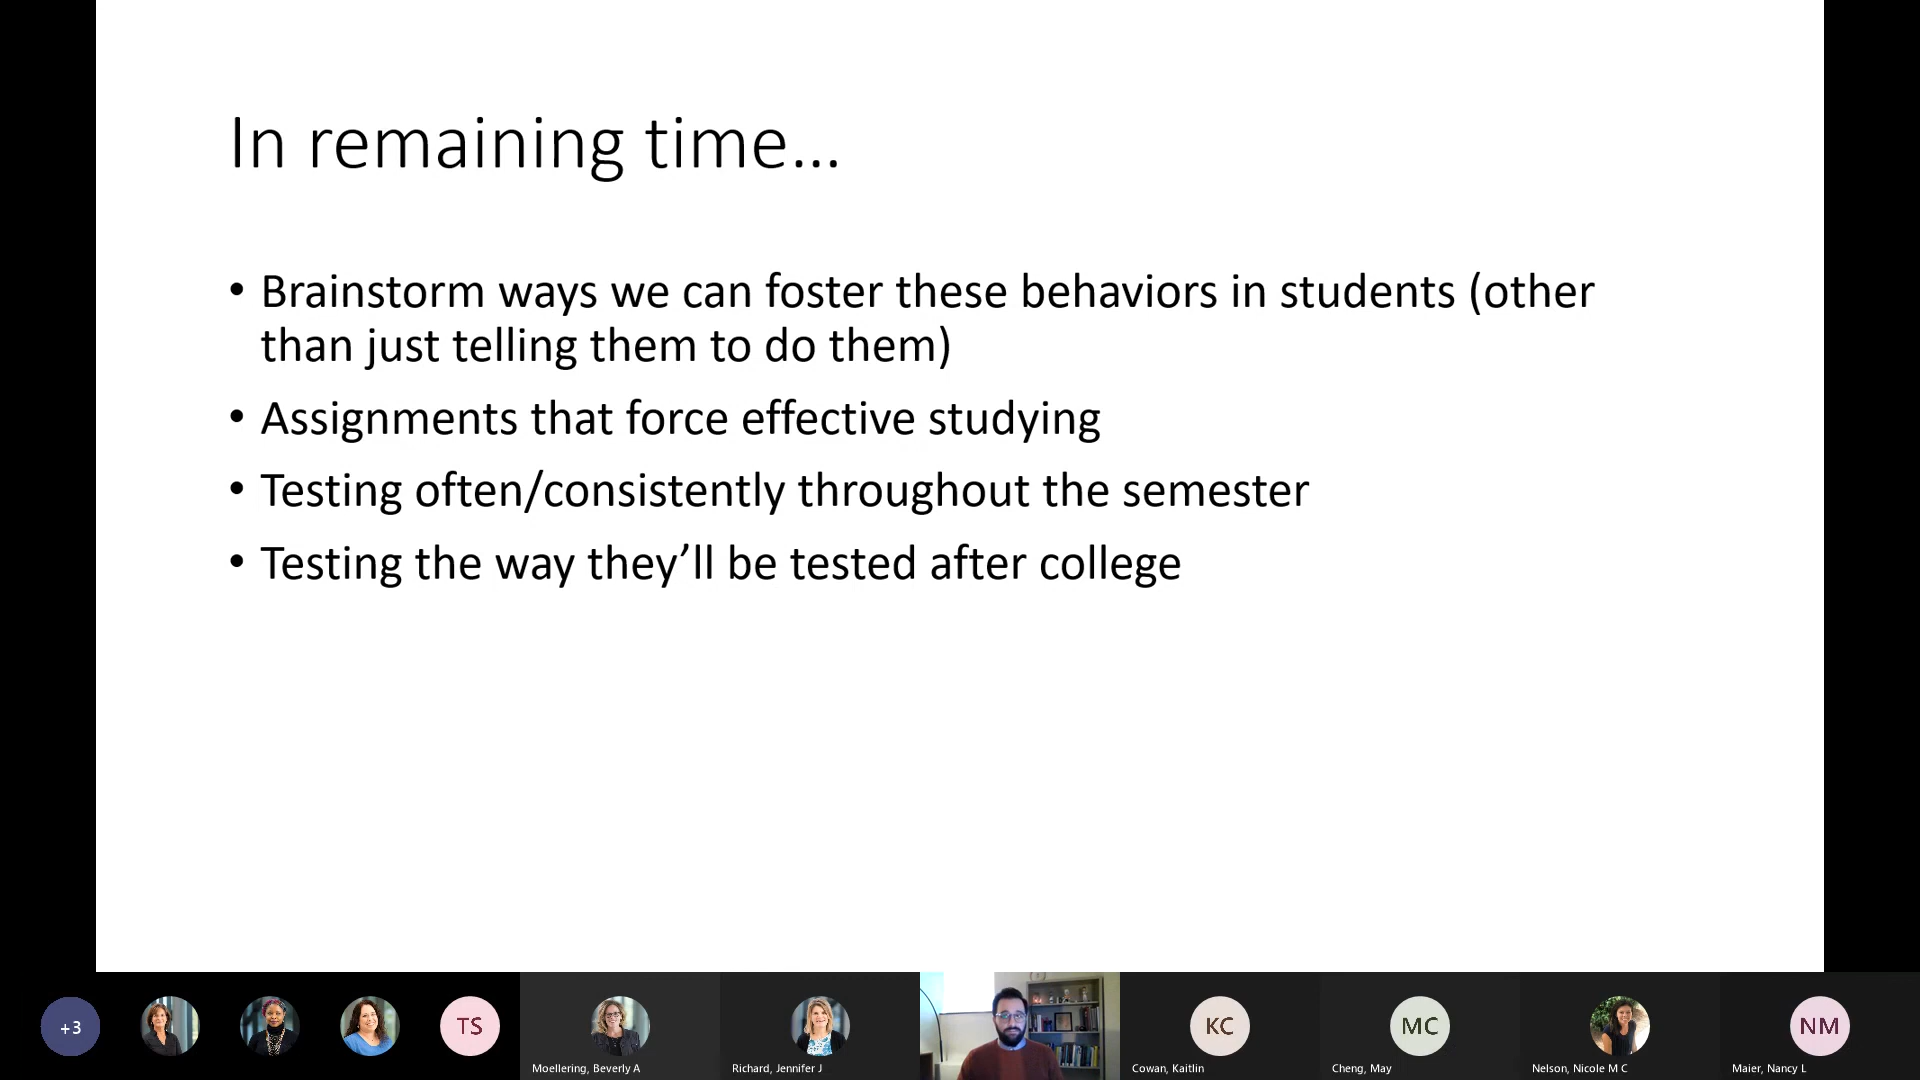 In remaining time…
• Brainstorm ways we can foster these behaviors in students (other
than just telling them to do them)
• Assignments that force effective studying
• Testing often/consistently throughout the semester
• Testing the way they’ll be tested after college
+3
TS
KC
MC
NM
Moellering, Beverly A
Richard, Jennifer J
Cowan, Kaitlin
Cheng, May
Nelson, Nicole M C
Maier, Nancy L